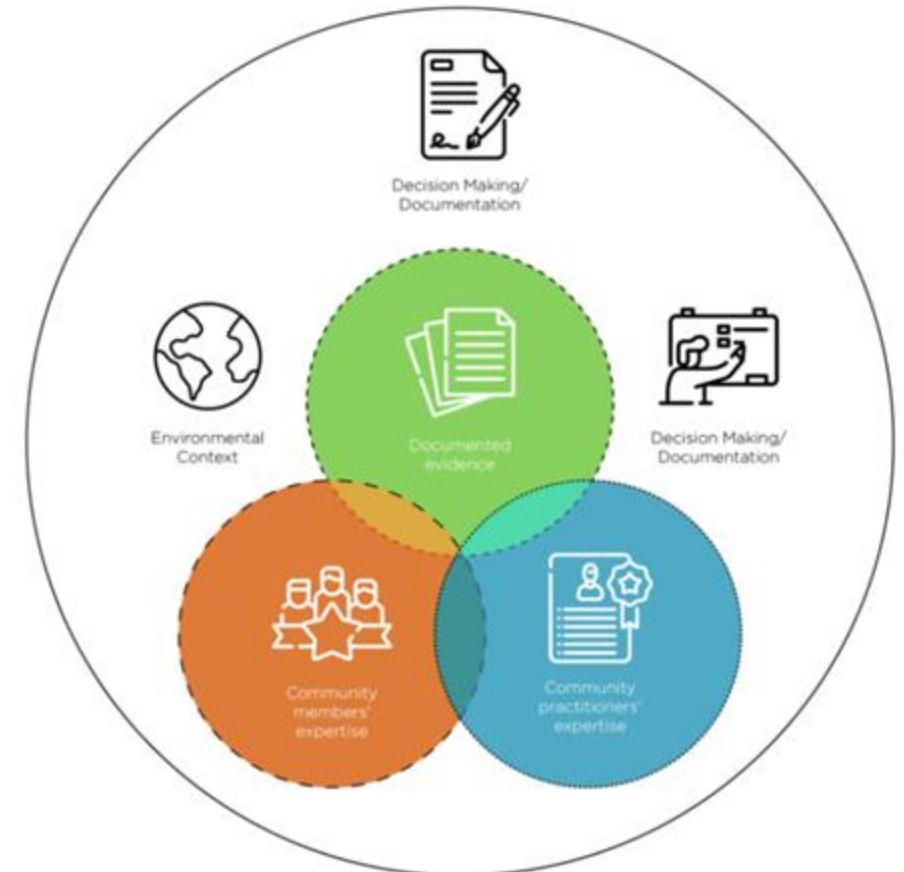 Decision Making/
Documentation
Environmental
Context
Documented
evidence
Decision Making/
Documentation
Community
members'
expertise
Community
practitioners'
expertise